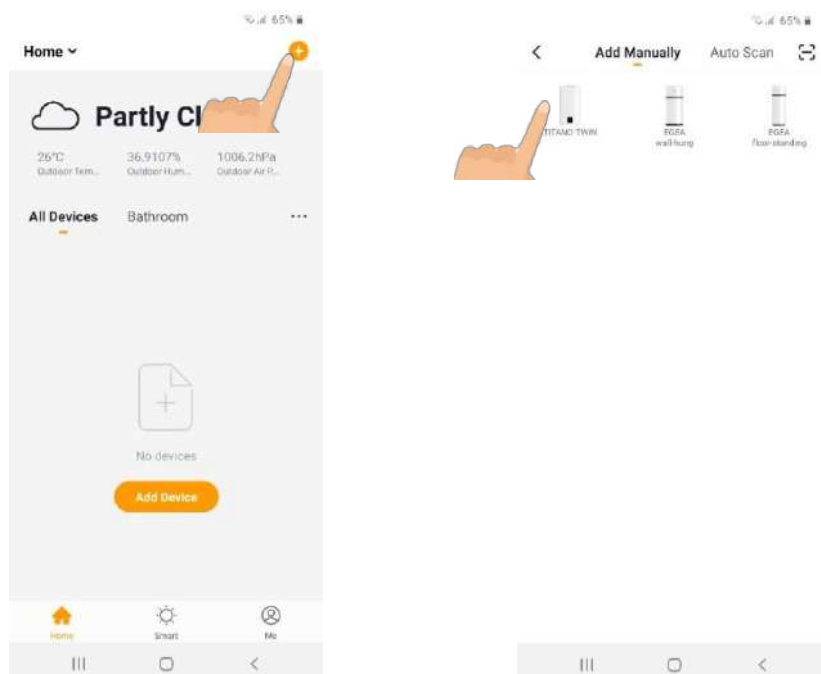 65%
Home
Partly Cl
26°C 36.9107% 1006.2hPa
Outdoor Tem... Outdoor Hum... Outdoor Air P...
All Devices Bathroom ...
No devices
Add Device
Home Smart Me
65%
Add Manually Auto Scan
TITANO TWIN EGEA EGEA
wall-hung floor-standing